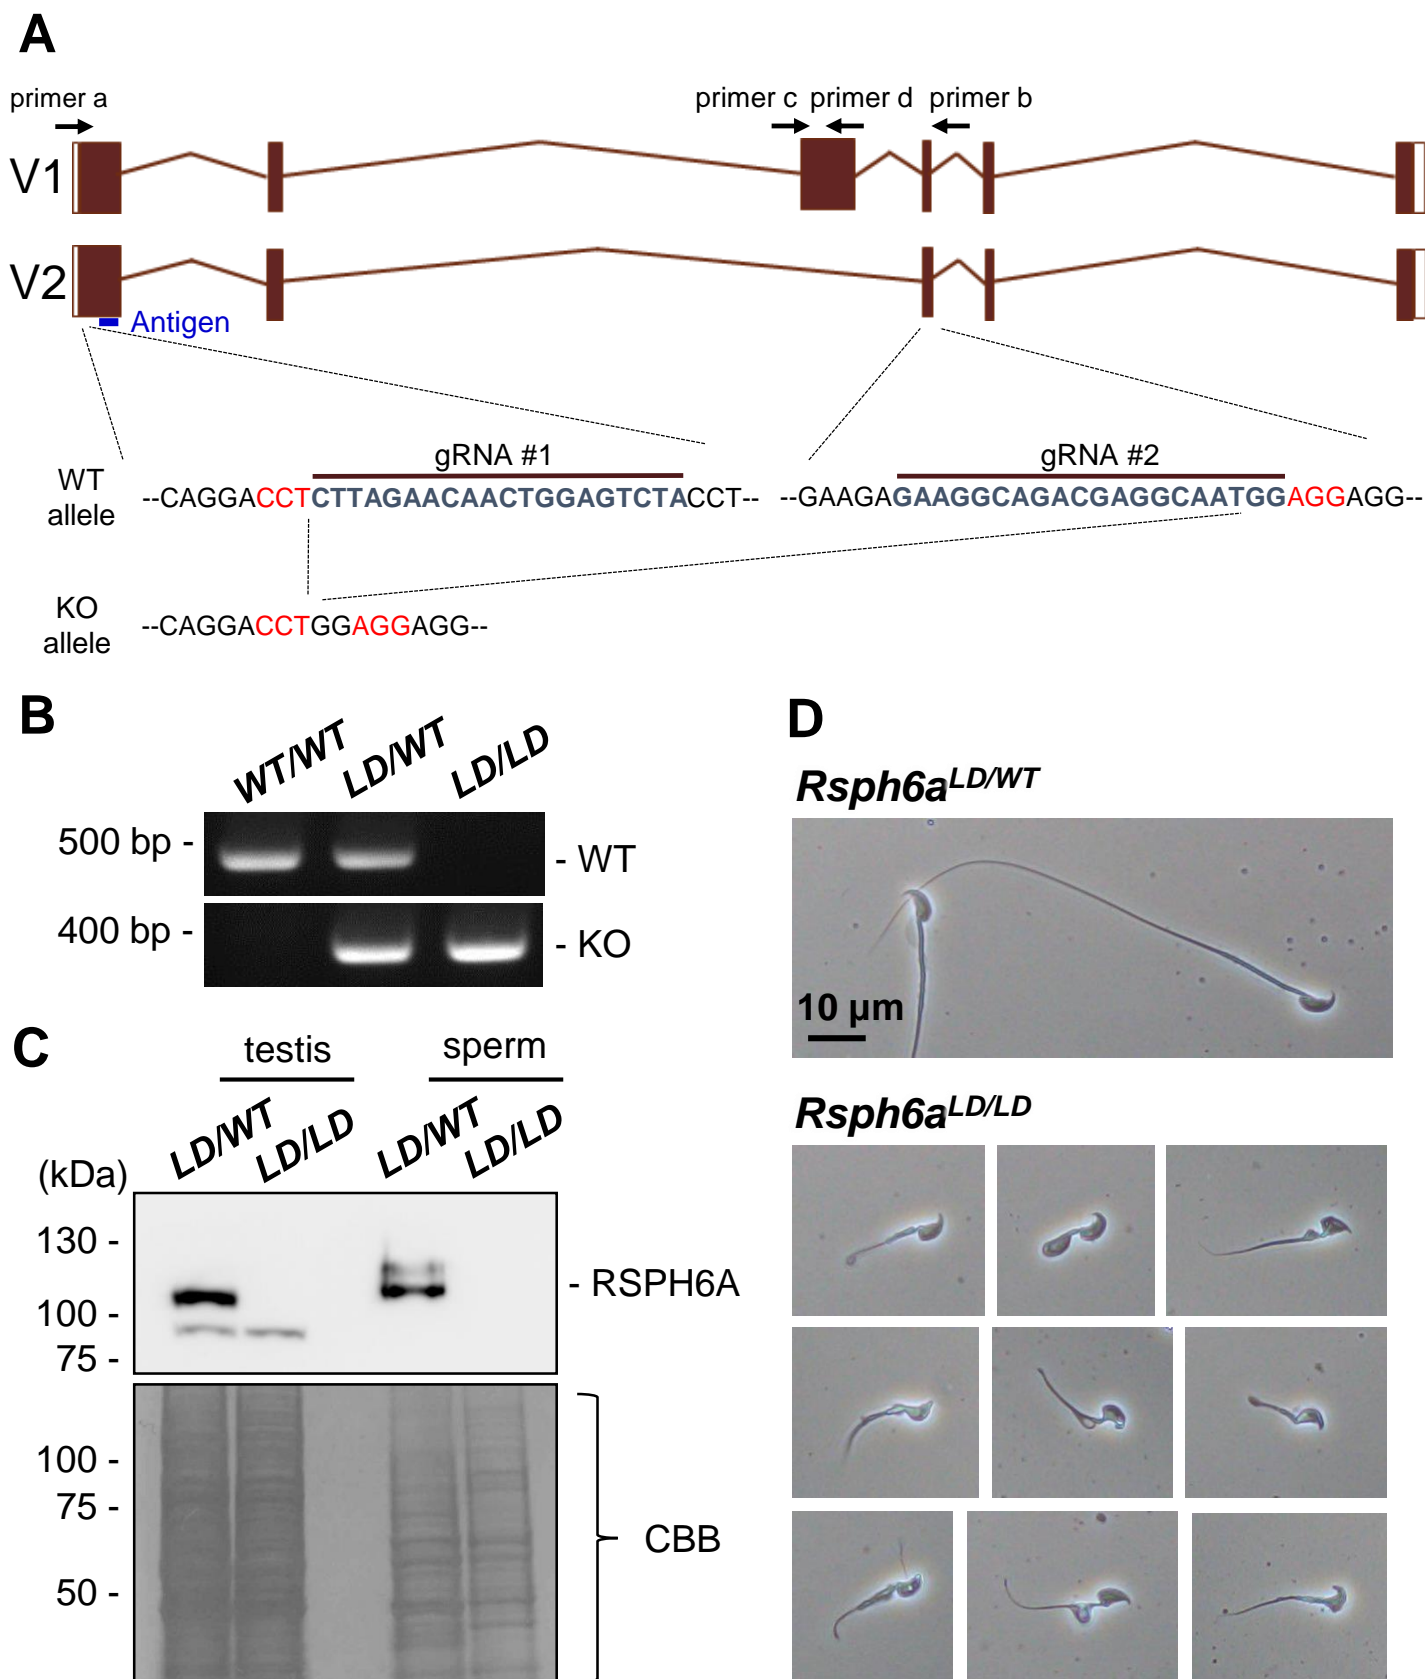 A
primer a
primer c primer d primer b
V1
V2
Antigen
gRNA #1
gRNA #2
WT
allele
--CAGGACCTCTTAGAACAACTGGAGTCTACCT-- --GAAGAGAAGGCAGACGAGGCAATGGAGGAGG--
KO
allele
--CAGGACCTGGAGGAGG--
B
WT/WT LD/WT LD/LD
500 bp -
- WT
400 bp -
- KO
C
testis sperm
LD/WT LD/LD LD/WT LD/LD
(kDa)
130 -
100 -
75 -
- RSPH6A
100 -
75 -
50 -
CBB
D
Rsph6aLD/WT
10 μm
Rsph6aLD/LD